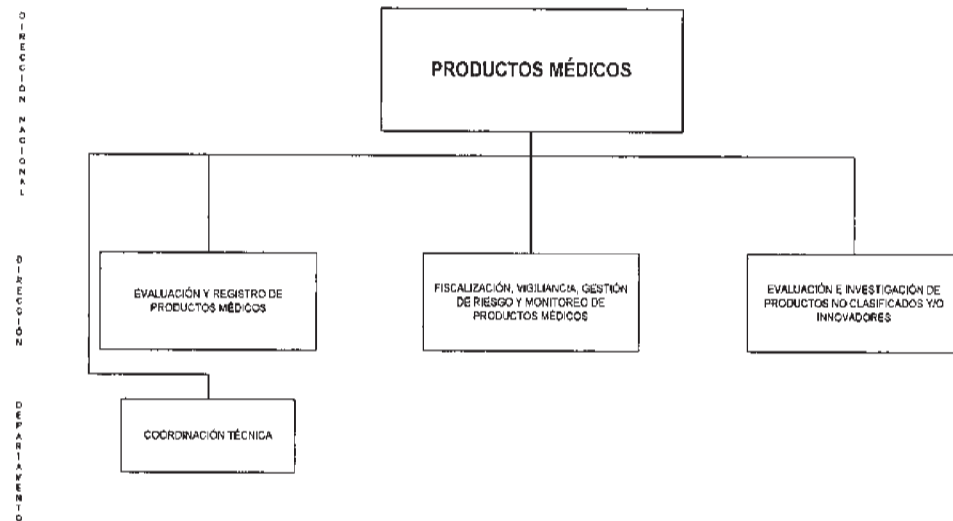 DIRECCIÓN NACIONAL
PRODUCTOS MÉDICOS
DIRECCIÓN
EVALUACIÓN Y REGISTRO DE
PRODUCTOS MÉDICOS
FISCALIZACIÓN, VIGILIANCIA, GESTIÓN
DE RIESGO Y MONITOREO DE
PRODUCTOS MÉDICOS
EVALUACIÓN E INVESTIGACIÓN DE
PRODUCTOS NO CLASIFICADOS Y/O
INNOVADORES
DEPARTAMENTO
COORDINACIÓN TÉCNICA